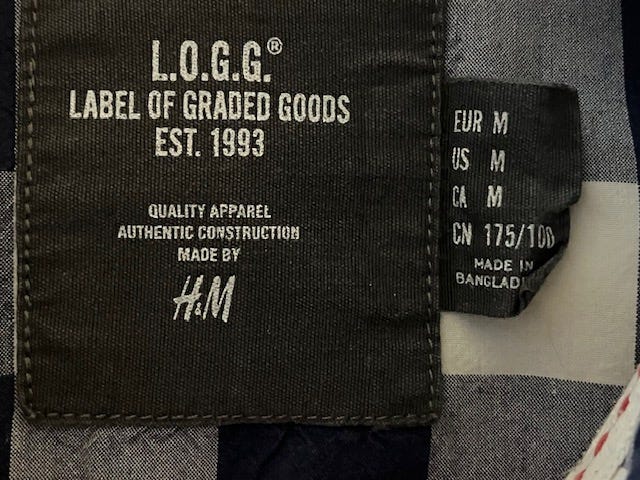 L.O.G.G.®
LABEL OF GRADED GOODS
EST. 1993
QUALITY APPAREL
AUTHENTIC CONSTRUCTION
MADE BY
H&M
EUR M
US M
CA M
CN 175/100
MADE IN